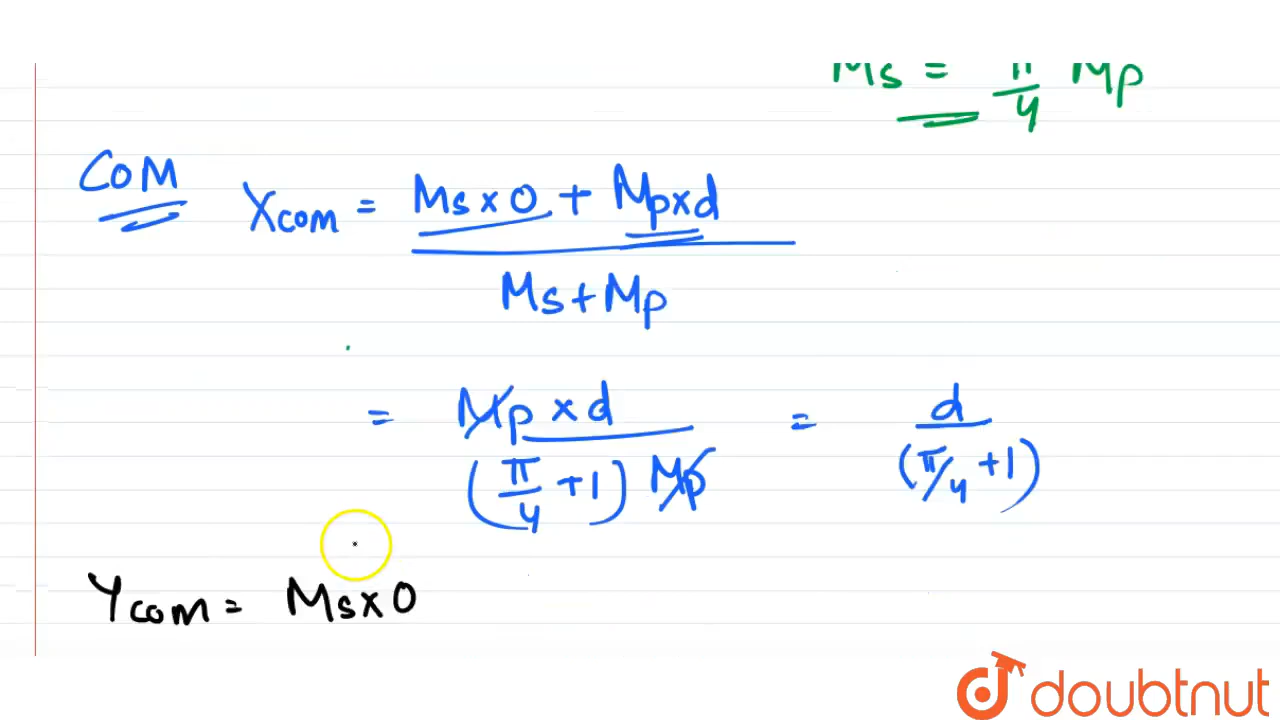 Ms = π/4 Mp
COM Xcom = Ms×0 + Mp×d
Ms+Mp
= Mp × d / (π/4 +1) Mp = d / (π/4 +1)
Ycom = Ms×0
doubtnut